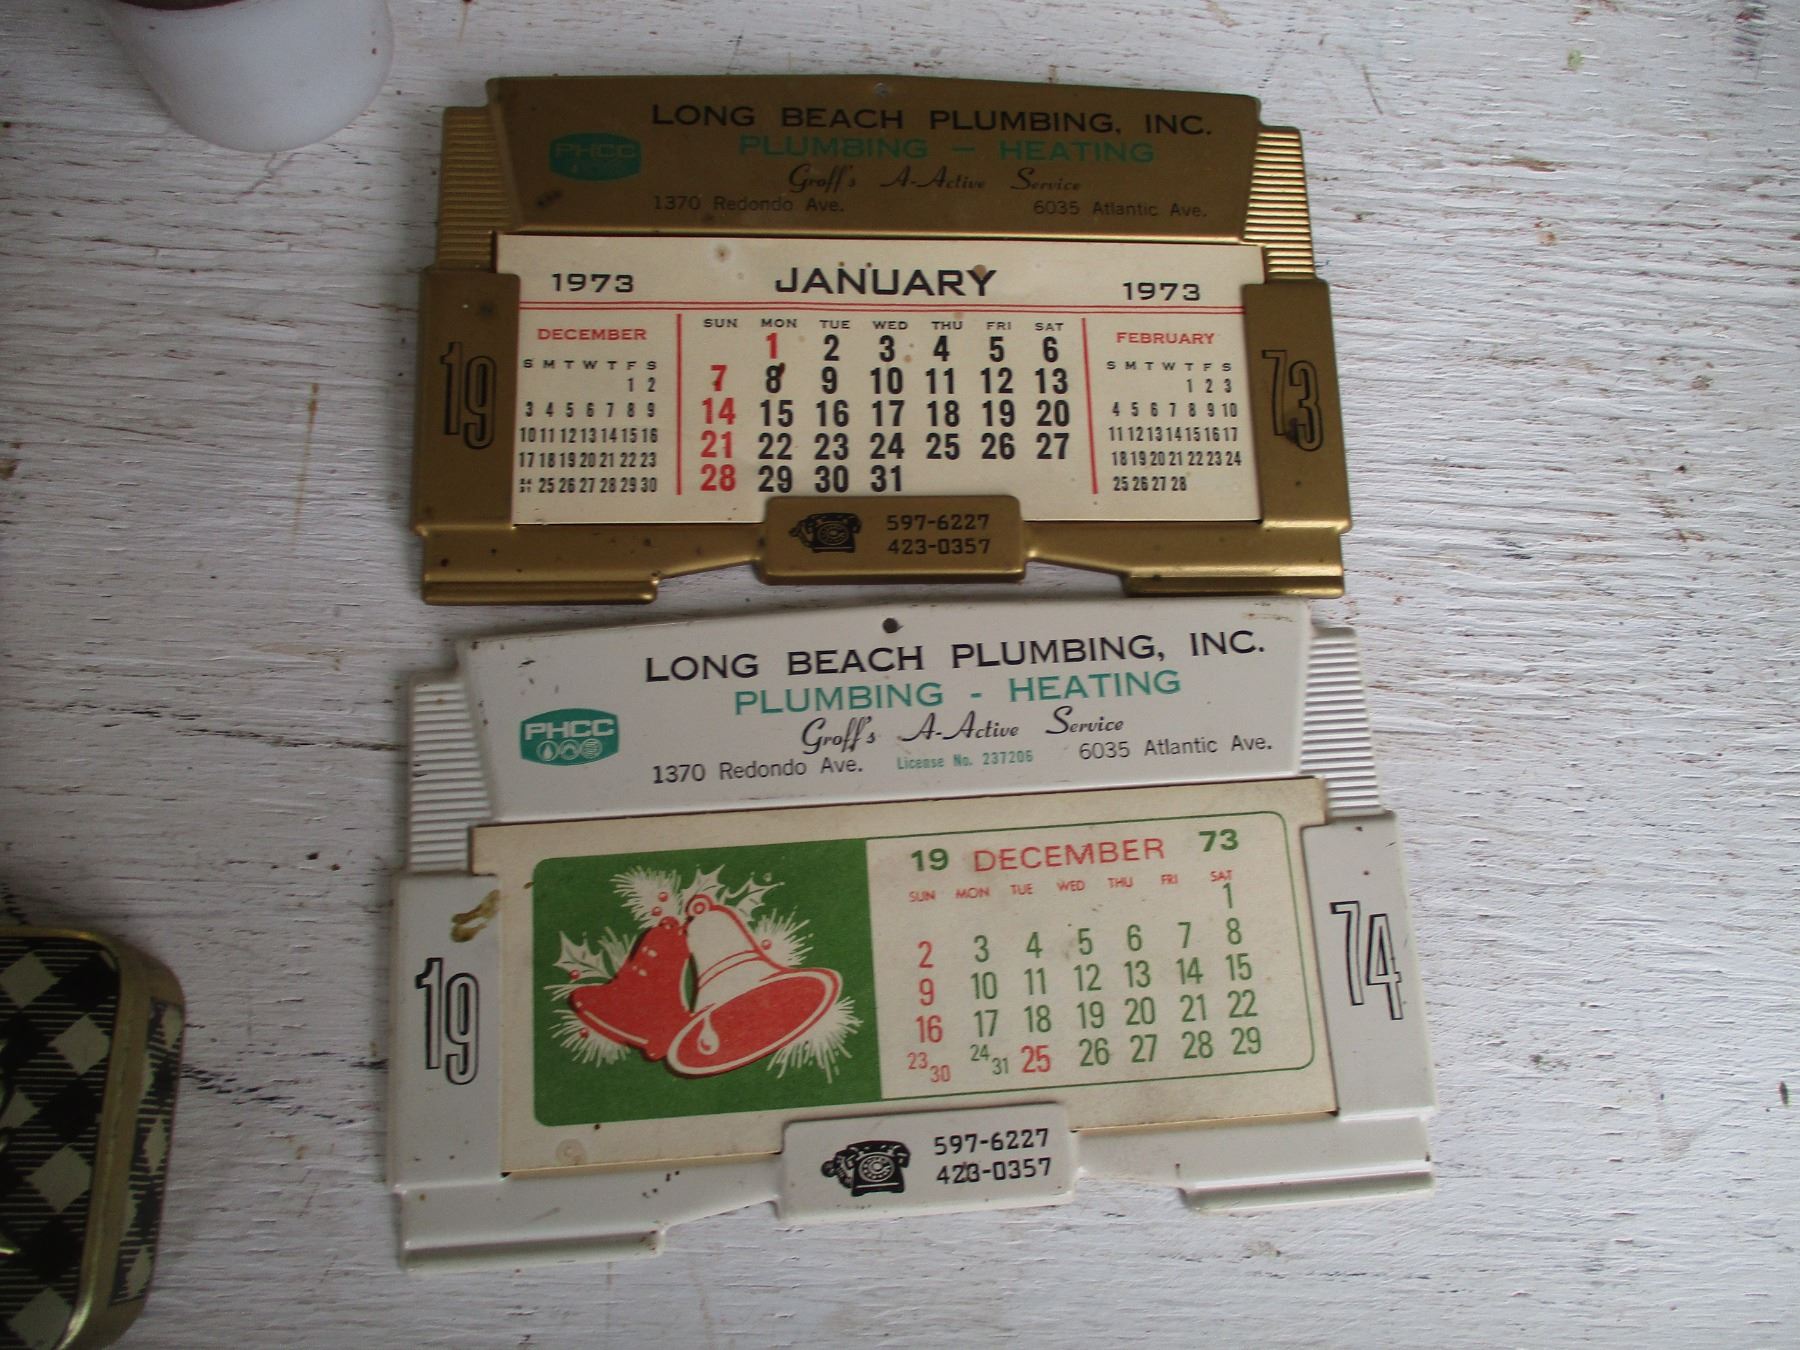 LONG BEACH PLUMBING, INC.
PHCC
PLUMBING — HEATING
Groff's A-Active Service
1370 Redondo Ave. 6035 Atlantic Ave.
1973 JANUARY 1973
19
73
DECEMBER
S M T W T F S
1 2
3 4 5 6 7 8 9
10 11 12 13 14 15 16
17 18 19 20 21 22 23
24/31 25 26 27 28 29 30
SUN MON TUE WED THU FRI SAT
1 2 3 4 5 6
7 8 9 10 11 12 13
14 15 16 17 18 19 20
21 22 23 24 25 26 27
28 29 30 31
FEBRUARY
S M T W T F S
1 2 3
4 5 6 7 8 9 10
11 12 13 14 15 16 17
18 19 20 21 22 23 24
25 26 27 28
597-6227
423-0357
LONG BEACH PLUMBING, INC.
PLUMBING - HEATING
PHCC
Groff's A-Active Service
1370 Redondo Ave. License No. 237206 6035 Atlantic Ave.
19
74
19 DECEMBER 73
SUN MON TUE WED THU FRI SAT
1
2 3 4 5 6 7 8
9 10 11 12 13 14 15
16 17 18 19 20 21 22
23/30 24/31 25 26 27 28 29
597-6227
423-0357